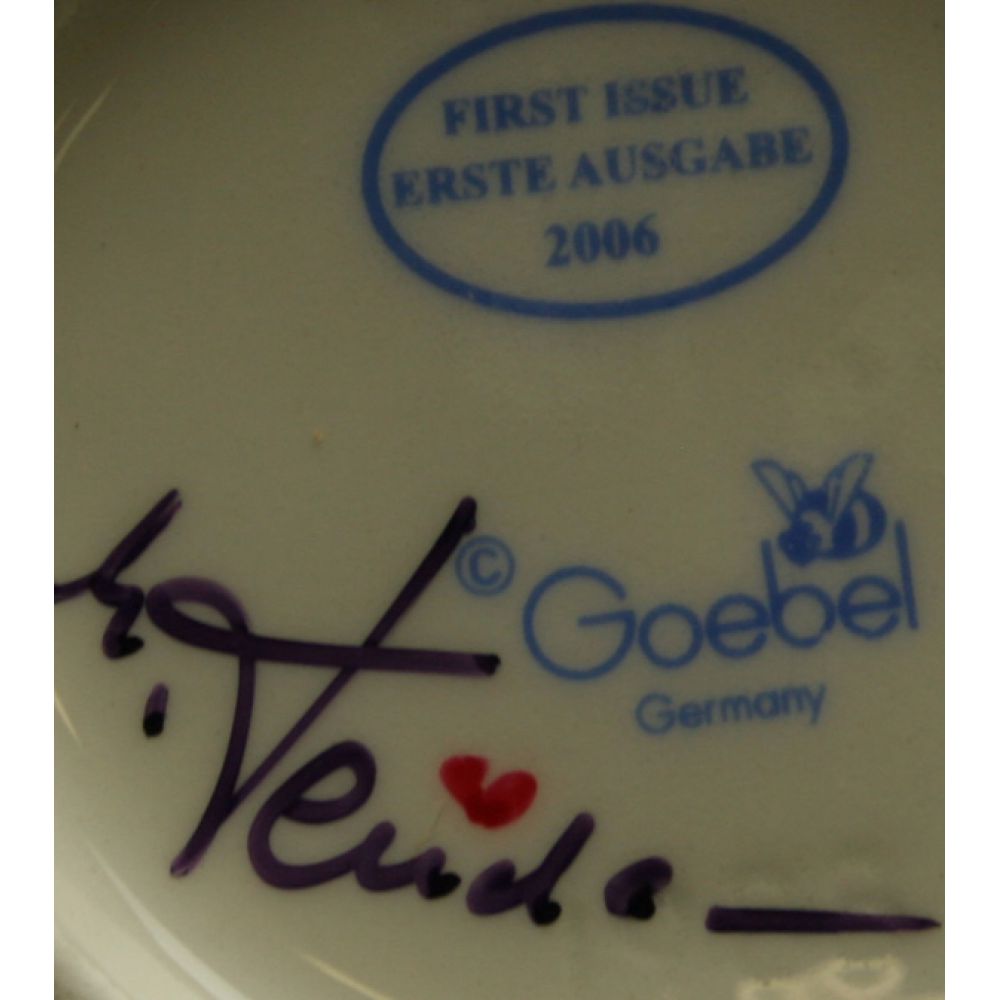 FIRST ISSUE
ERSTE AUSGABE
2006
© Goebel
Germany